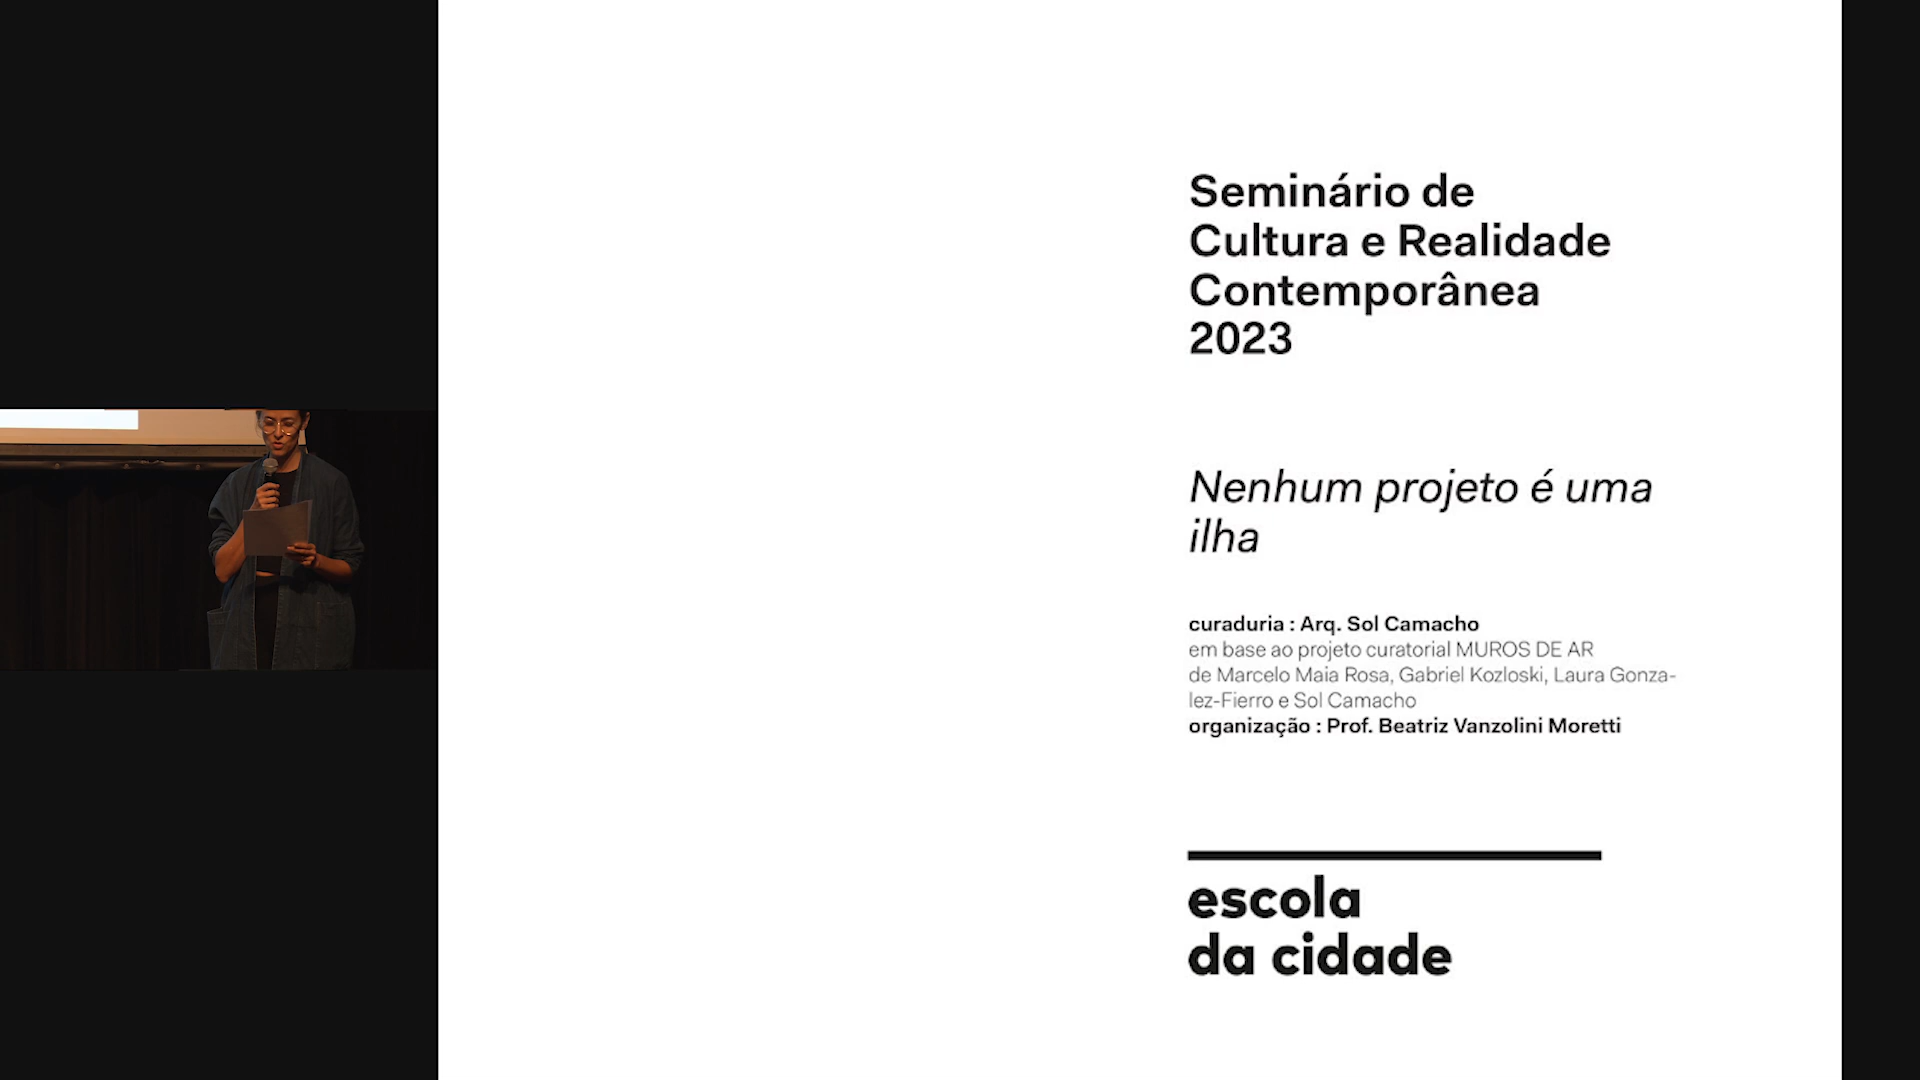 Seminário de
Cultura e Realidade
Contemporânea
2023
Nenhum projeto é uma
ilha
curaduria : Arq. Sol Camacho
em base ao projeto curatorial MUROS DE AR
de Marcelo Maia Rosa, Gabriel Kozloski, Laura Gonza-
lez-Fierro e Sol Camacho
organização : Prof. Beatriz Vanzolini Moretti
escola
da cidade